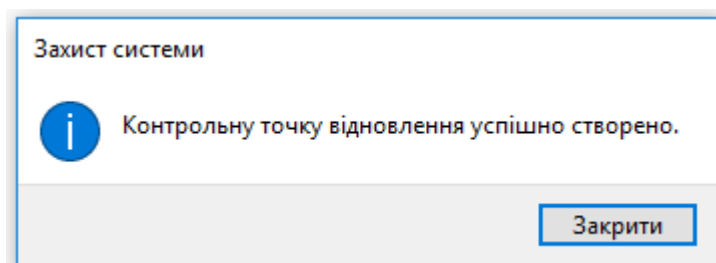 Захист системи
Контрольну точку відновлення успішно створено.
Закрити